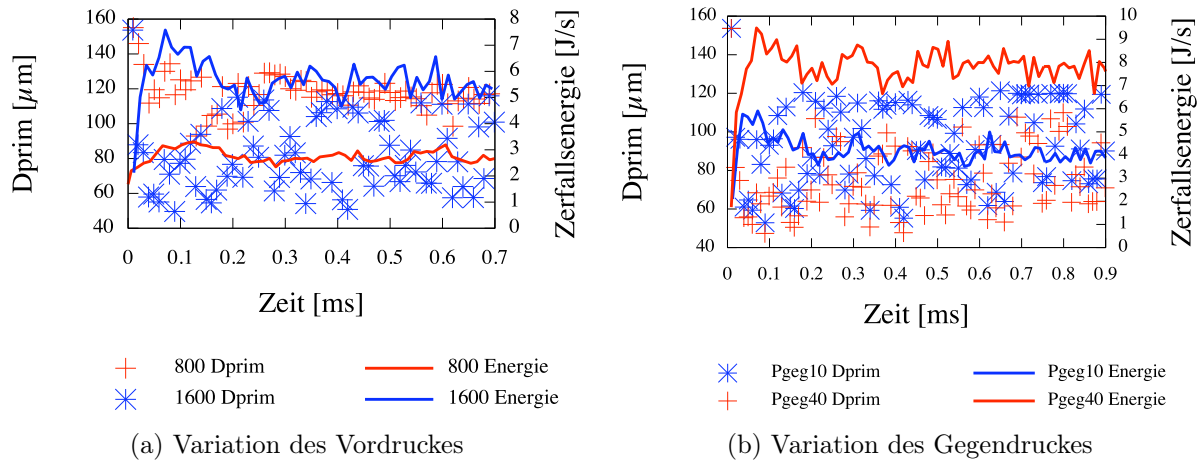 160
140
120
100
80
60
40
Dprim [µm]
8
7
6
5
4
3
2
1
0
Zerfallsenergie [J/s]
0 0.1 0.2 0.3 0.4 0.5 0.6 0.7
Zeit [ms]
800 Dprim 800 Energie
1600 Dprim 1600 Energie
(a) Variation des Vordruckes
160
140
120
100
80
60
40
Dprim [µm]
10
9
8
7
6
5
4
3
2
1
0
Zerfallsenergie [J/s]
0 0.1 0.2 0.3 0.4 0.5 0.6 0.7 0.8 0.9
Zeit [ms]
Pgeg10 Dprim Pgeg10 Energie
Pgeg40 Dprim Pgeg40 Energie
(b) Variation des Gegendruckes